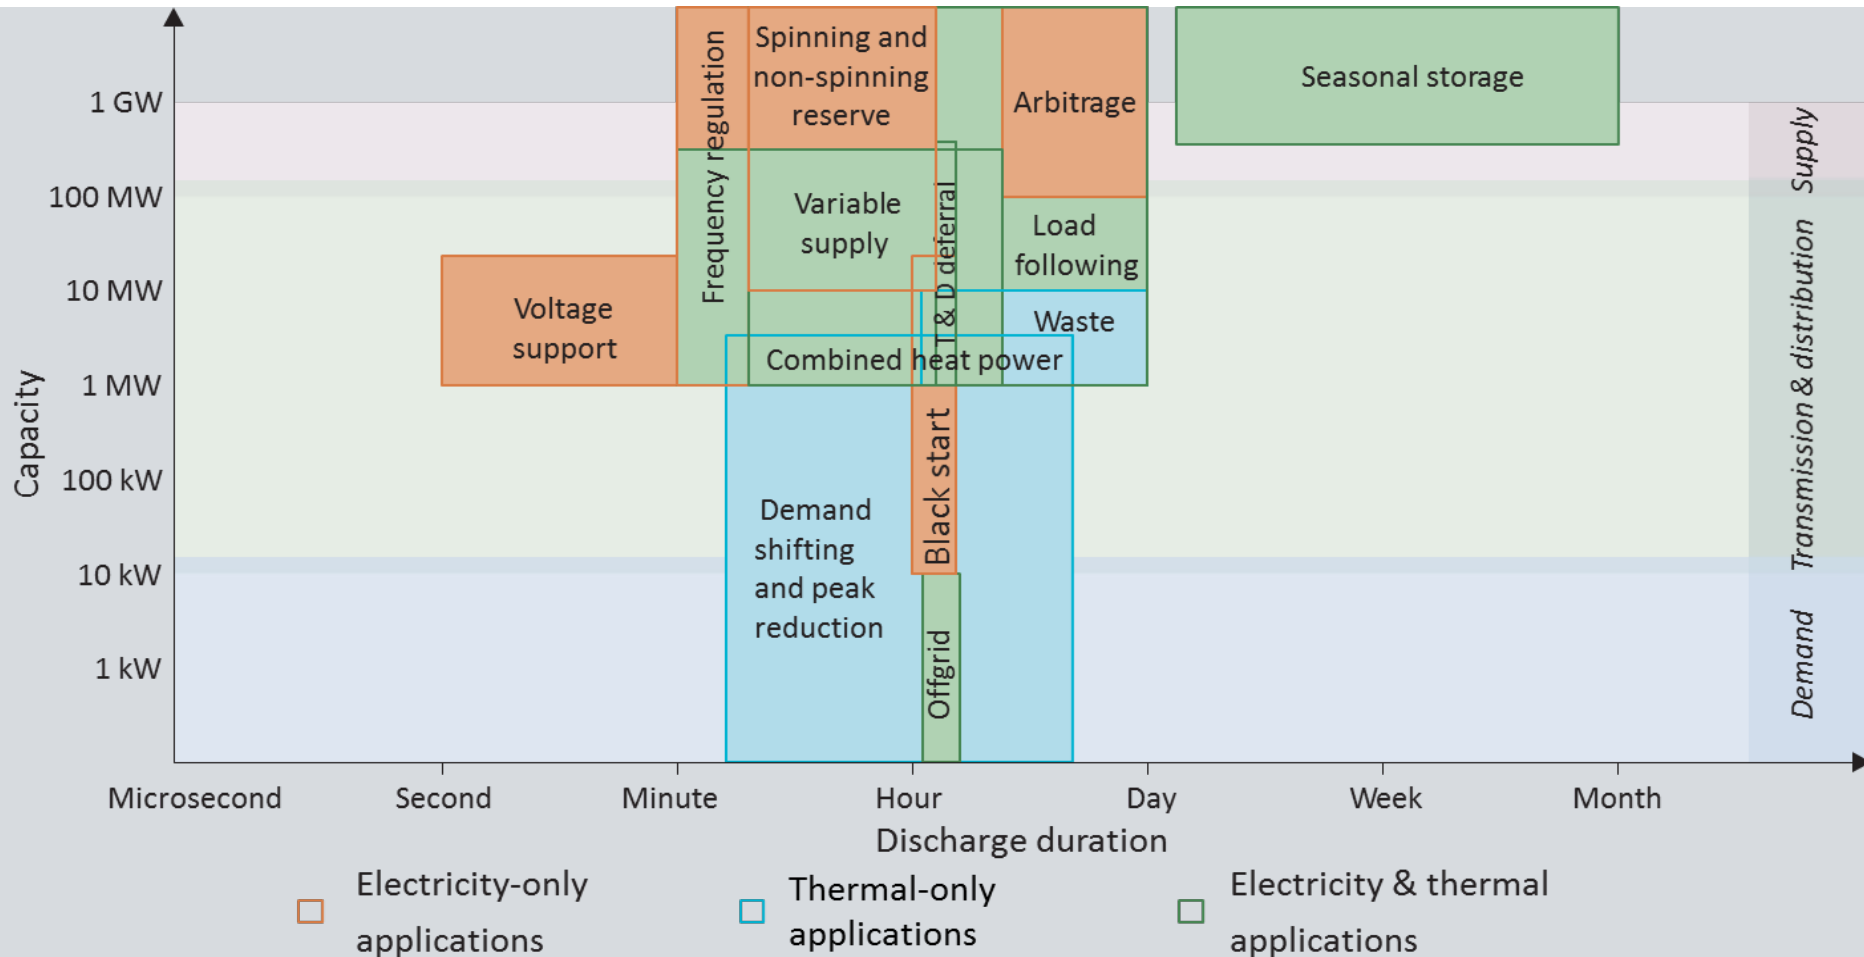 Capacity
1 GW
100 MW
10 MW
1 MW
100 kW
10 kW
1 kW
Frequency regulation
Spinning and
non-spinning
reserve
Arbitrage
Seasonal storage
Variable
supply
T & D deferral
Load
following
Voltage
support
Waste
Combined heat power
Black start
Demand
shifting
and peak
reduction
Offgrid
Supply
Transmission & distribution
Demand
Microsecond
Second
Minute
Hour
Day
Week
Month
Discharge duration
Electricity-only
applications
Thermal-only
applications
Electricity & thermal
applications